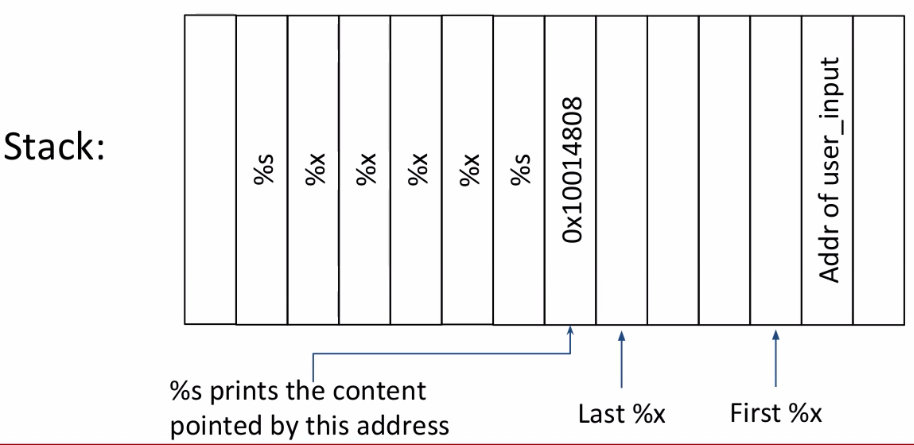 Stack:
%s
%x
%x
%x
%x
%s
0x10014808
Addr of user_input
%s prints the content
pointed by this address
Last %x
First %x